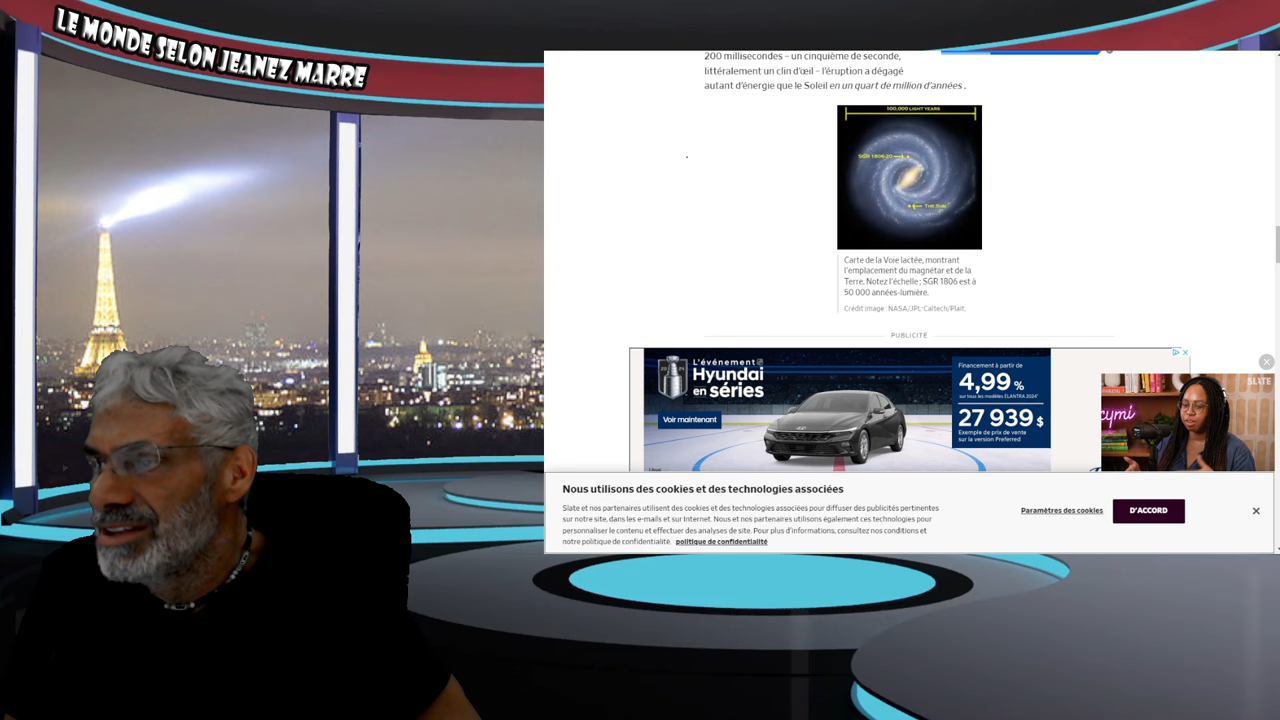 LE MONDE SELON JEANEZ MARRE
200 millisecondes – un cinquième de seconde,
littéralement un clin d'œil – l'éruption a dégagé
autant d'énergie que le Soleil en un quart de million d'années .
100,000 LIGHT YEARS
SGR 1806-20
THE SUN
Carte de la Voie lactée, montrant
l'emplacement du magnétar et de la
Terre. Notez l'échelle ; SGR 1806 est à
50 000 années-lumière.
Crédit image : NASA/JPL-Caltech/Plait.
PUBLICITÉ
L'événement
Hyundai
en séries
Voir maintenant
Financement à partir de
4,99 %
sur tous les modèles ELANTRA 2024*
27 939 $
Exemple de prix de vente
sur la version Preferred
SLATE
cymi
Nous utilisons des cookies et des technologies associées
Slate et nos partenaires utilisent des cookies et des technologies associées pour diffuser des publicités pertinentes
sur notre site, dans les e-mails et sur Internet. Nous et nos partenaires utilisons également ces technologies pour
personnaliser le contenu et effectuer des analyses de site. Pour plus d'informations, consultez nos conditions et
notre politique de confidentialité. politique de confidentialité
Paramètres des cookies
D'ACCORD